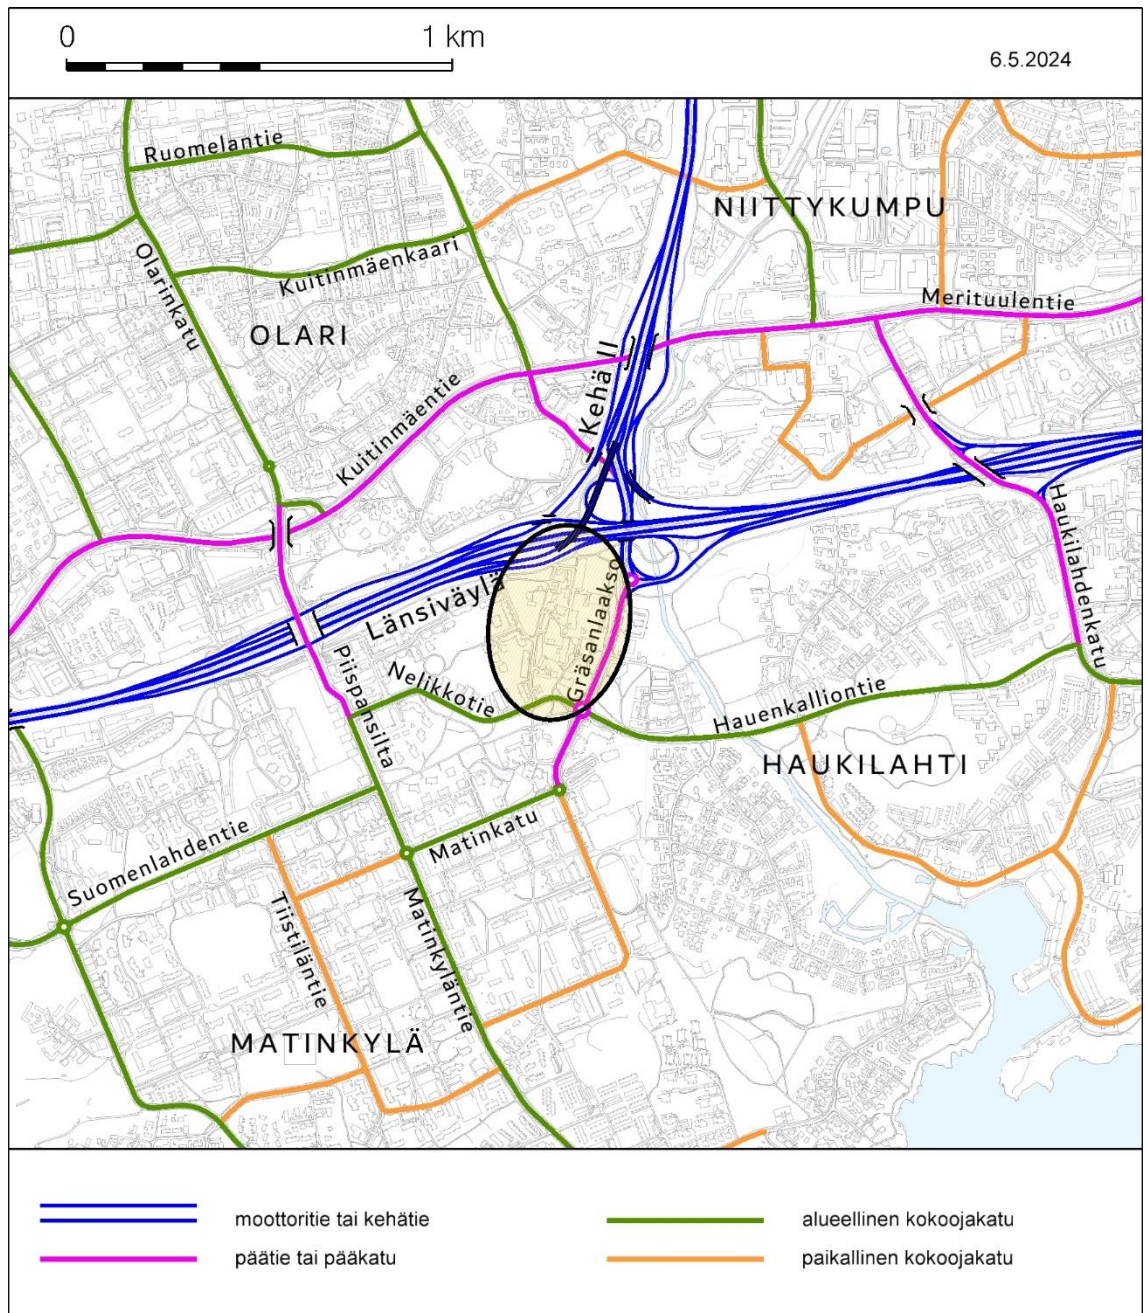 0
1 km
6.5.2024
Ruomelantie
NIITTYKUMPU
Olarinkatu
Kuitinmäenkaari
Merituulentie
OLARI
Kehä II
Kuitinmäentie
Haukilahdenkatu
Länsiväylä
Gräsanlaakso
Piispansilta
Nelikkotie
Hauenkalliontie
HAUKILAHTI
Suomenlahdentie
Matinkatu
Tiistiläntie
Matinkyläntie
MATINKYLÄ
moottoritie tai kehätie
alueellinen kokoojakatu
päätie tai pääkatu
paikallinen kokoojakatu